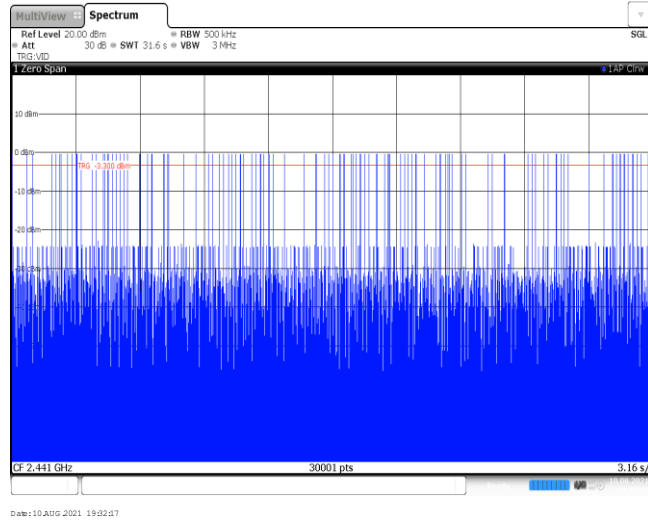 MultiView Spectrum
Ref Level 20.00 dBm RBW 500 kHz SGL
Att 30 dB SWT 31.6 s VBW 3 MHz
TRG:VID
1 Zero Span 1AP Clrw
10 dBm
0 dBm
TRG -3.300 dBm
-10 dBm
-20 dBm
-30 dBm
CF 2.441 GHz 30001 pts 3.16 s/
Date:10.AUG.2021 19:32:17